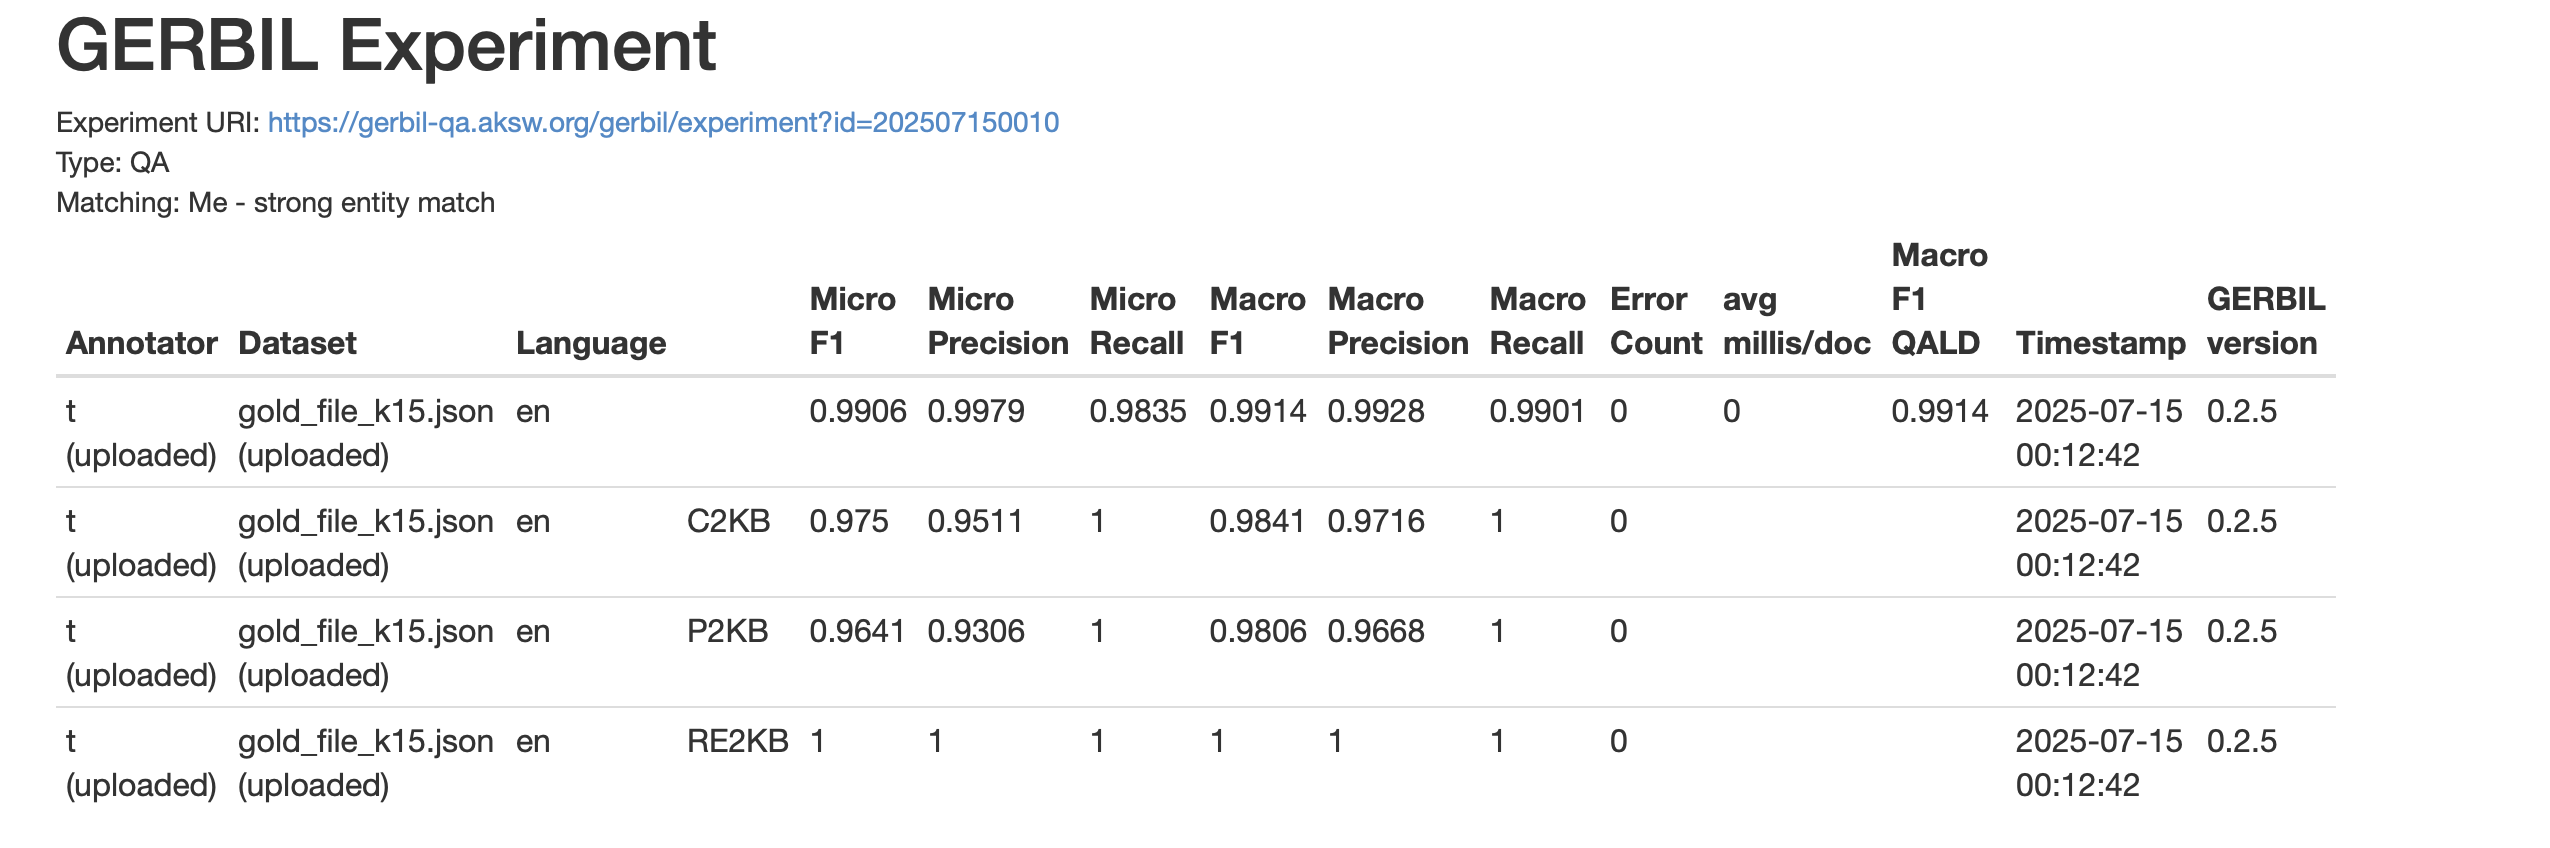 GERBIL Experiment
Experiment URI: https://gerbil-qa.aksw.org/gerbil/experiment?id=202507150010
Type: QA
Matching: Me - strong entity match
Annotator Dataset Language Micro F1 Micro Precision Micro Recall Macro F1 Macro Precision Macro Recall Error Count avg millis/doc Macro F1 QALD Timestamp GERBIL version
t (uploaded) gold_file_k15.json (uploaded) en 0.9906 0.9979 0.9835 0.9914 0.9928 0.9901 0 0 0.9914 2025-07-15 00:12:42 0.2.5
t (uploaded) gold_file_k15.json (uploaded) en C2KB 0.975 0.9511 1 0.9841 0.9716 1 0 2025-07-15 00:12:42 0.2.5
t (uploaded) gold_file_k15.json (uploaded) en P2KB 0.9641 0.9306 1 0.9806 0.9668 1 0 2025-07-15 00:12:42 0.2.5
t (uploaded) gold_file_k15.json (uploaded) en RE2KB 1 1 1 1 1 1 0 2025-07-15 00:12:42 0.2.5